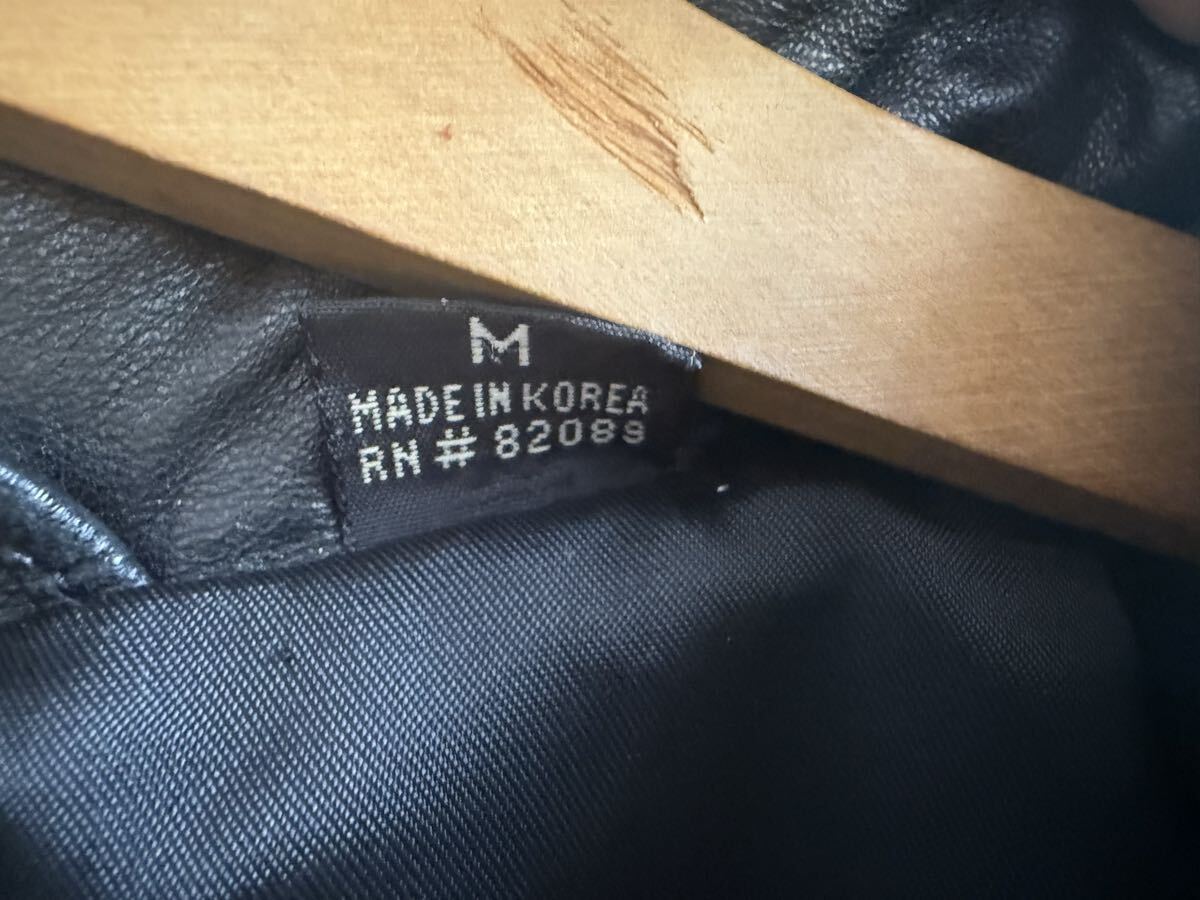 M
MADE IN KOREA
RN # 82089